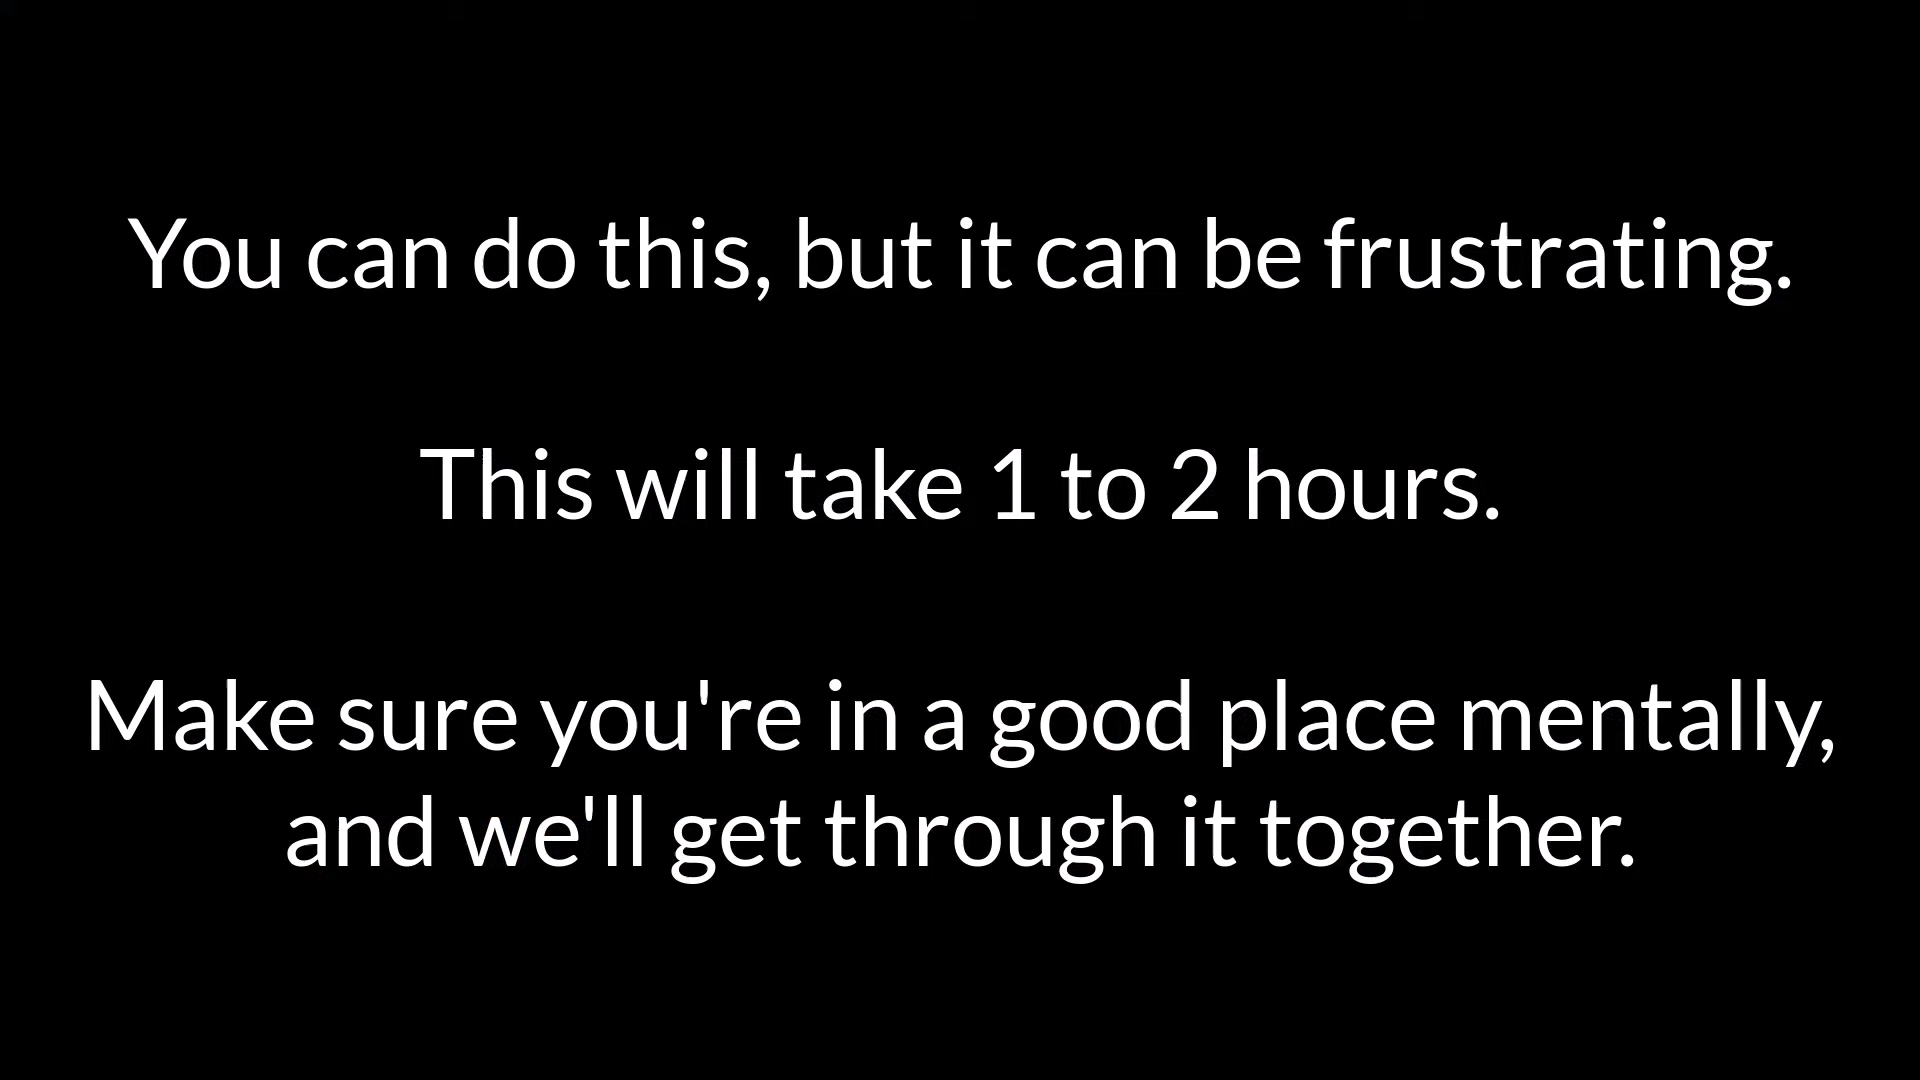 You can do this, but it can be frustrating.
This will take 1 to 2 hours.
Make sure you're in a good place mentally,
and we'll get through it together.